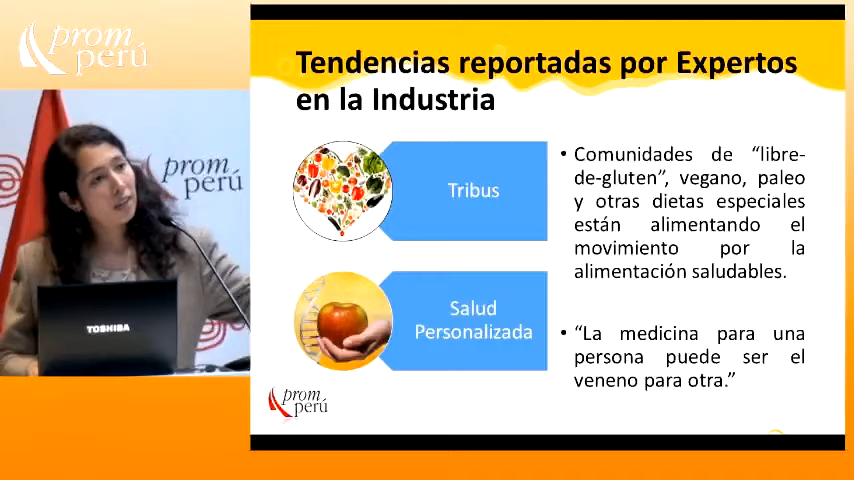 prom
perú
prom
perú
TOSHIBA
Tendencias reportadas por Expertos
en la Industria
Tribus
• Comunidades de “libre-
de-gluten”, vegano, paleo
y otras dietas especiales
están alimentando el
movimiento por la
alimentación saludables.
Salud
Personalizada
• “La medicina para una
persona puede ser el
veneno para otra.”
prom
perú